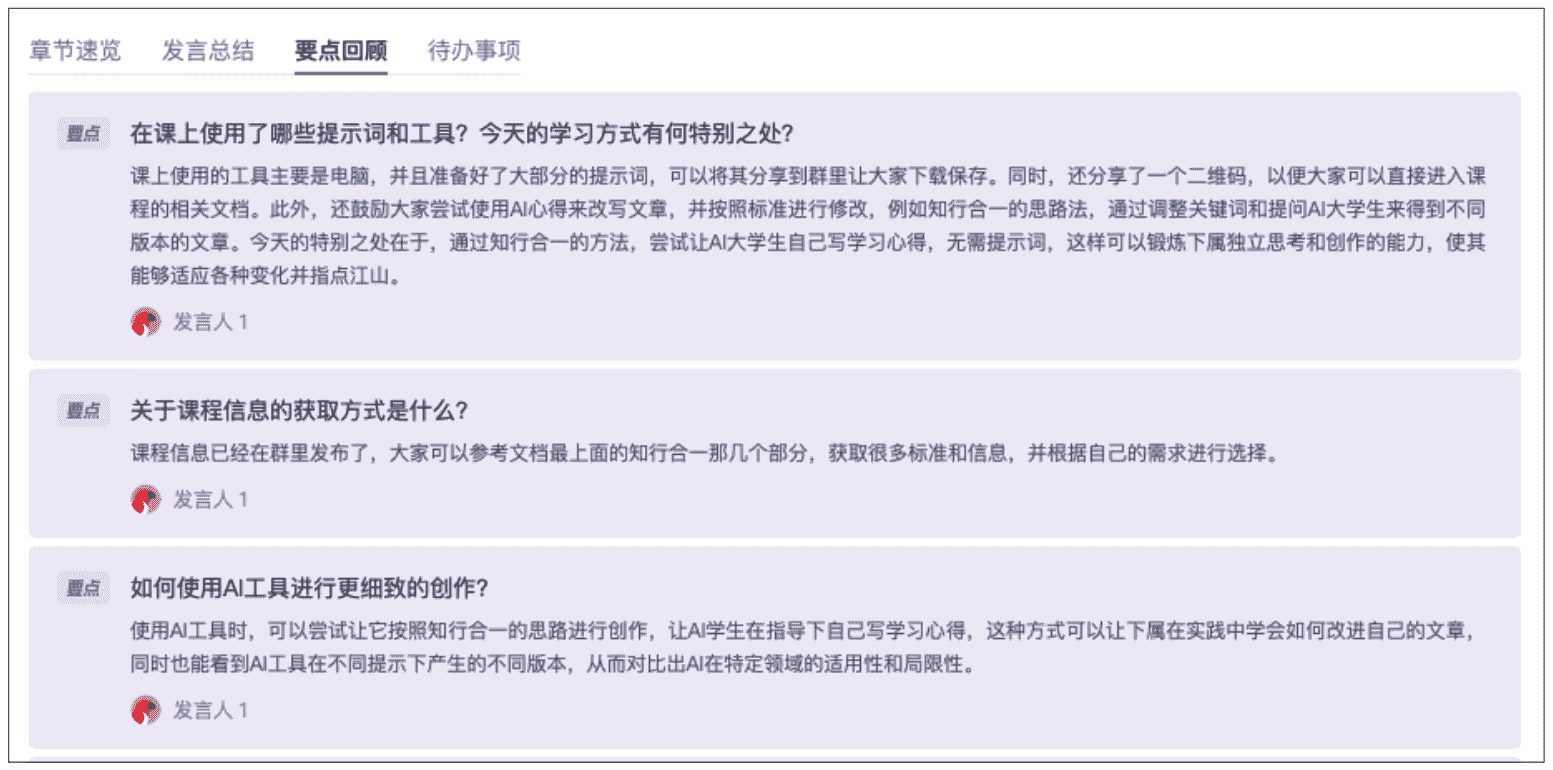 章节速览 发言总结 要点回顾 待办事项
要点 在课上使用了哪些提示词和工具？今天的学习方式有何特别之处？
课上使用的工具主要是电脑，并且准备好了大部分的提示词，可以将其分享到群里让大家下载保存。同时，还分享了一个二维码，以便大家可以直接进入课
程的相关文档。此外，还鼓励大家尝试使用AI心得来改写文章，并按照标准进行修改，例如知行合一的思路法，通过调整关键词和提问AI大学生来得到不同
版本的文章。今天的特别之处在于，通过知行合一的方法，尝试让AI大学生自己写学习心得，无需提示词，这样可以锻炼下属独立思考和创作的能力，使其
能够适应各种变化并指点江山。
发言人 1
要点 关于课程信息的获取方式是什么？
课程信息已经在群里发布了，大家可以参考文档最上面的知行合一那几个部分，获取很多标准和信息，并根据自己的需求进行选择。
发言人 1
要点 如何使用AI工具进行更细致的创作？
使用AI工具时，可以尝试让它按照知行合一的思路进行创作，让AI学生在指导下自己写学习心得，这种方式可以让下属在实践中学会如何改进自己的文章，
同时也能看到AI工具在不同提示下产生的不同版本，从而对比出AI在特定领域的适用性和局限性。
发言人 1